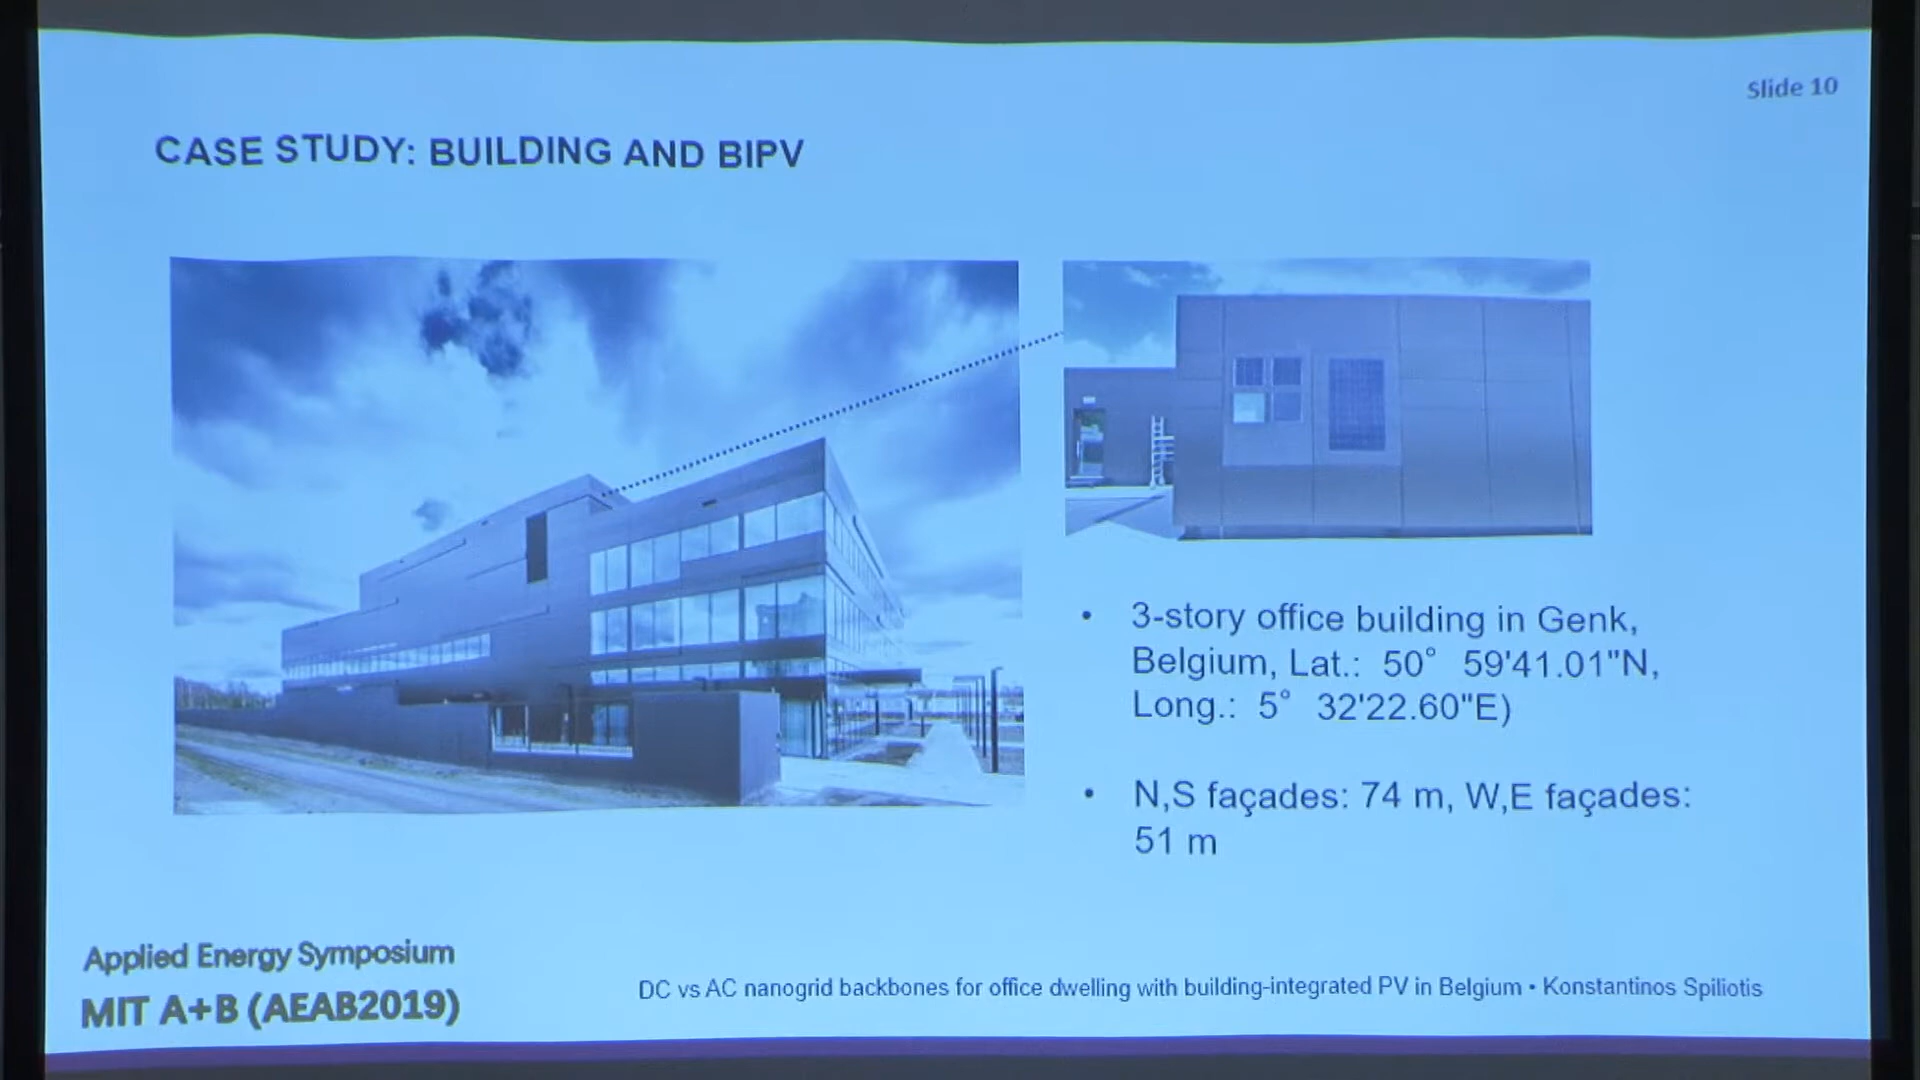 Slide 10
CASE STUDY: BUILDING AND BIPV
• 3-story office building in Genk,
Belgium, Lat.: 50° 59'41.01"N,
Long.: 5° 32'22.60"E)
• N,S façades: 74 m, W,E façades:
51 m
Applied Energy Symposium
MIT A+B (AEAB2019)
DC vs AC nanogrid backbones for office dwelling with building-integrated PV in Belgium • Konstantinos Spiliotis